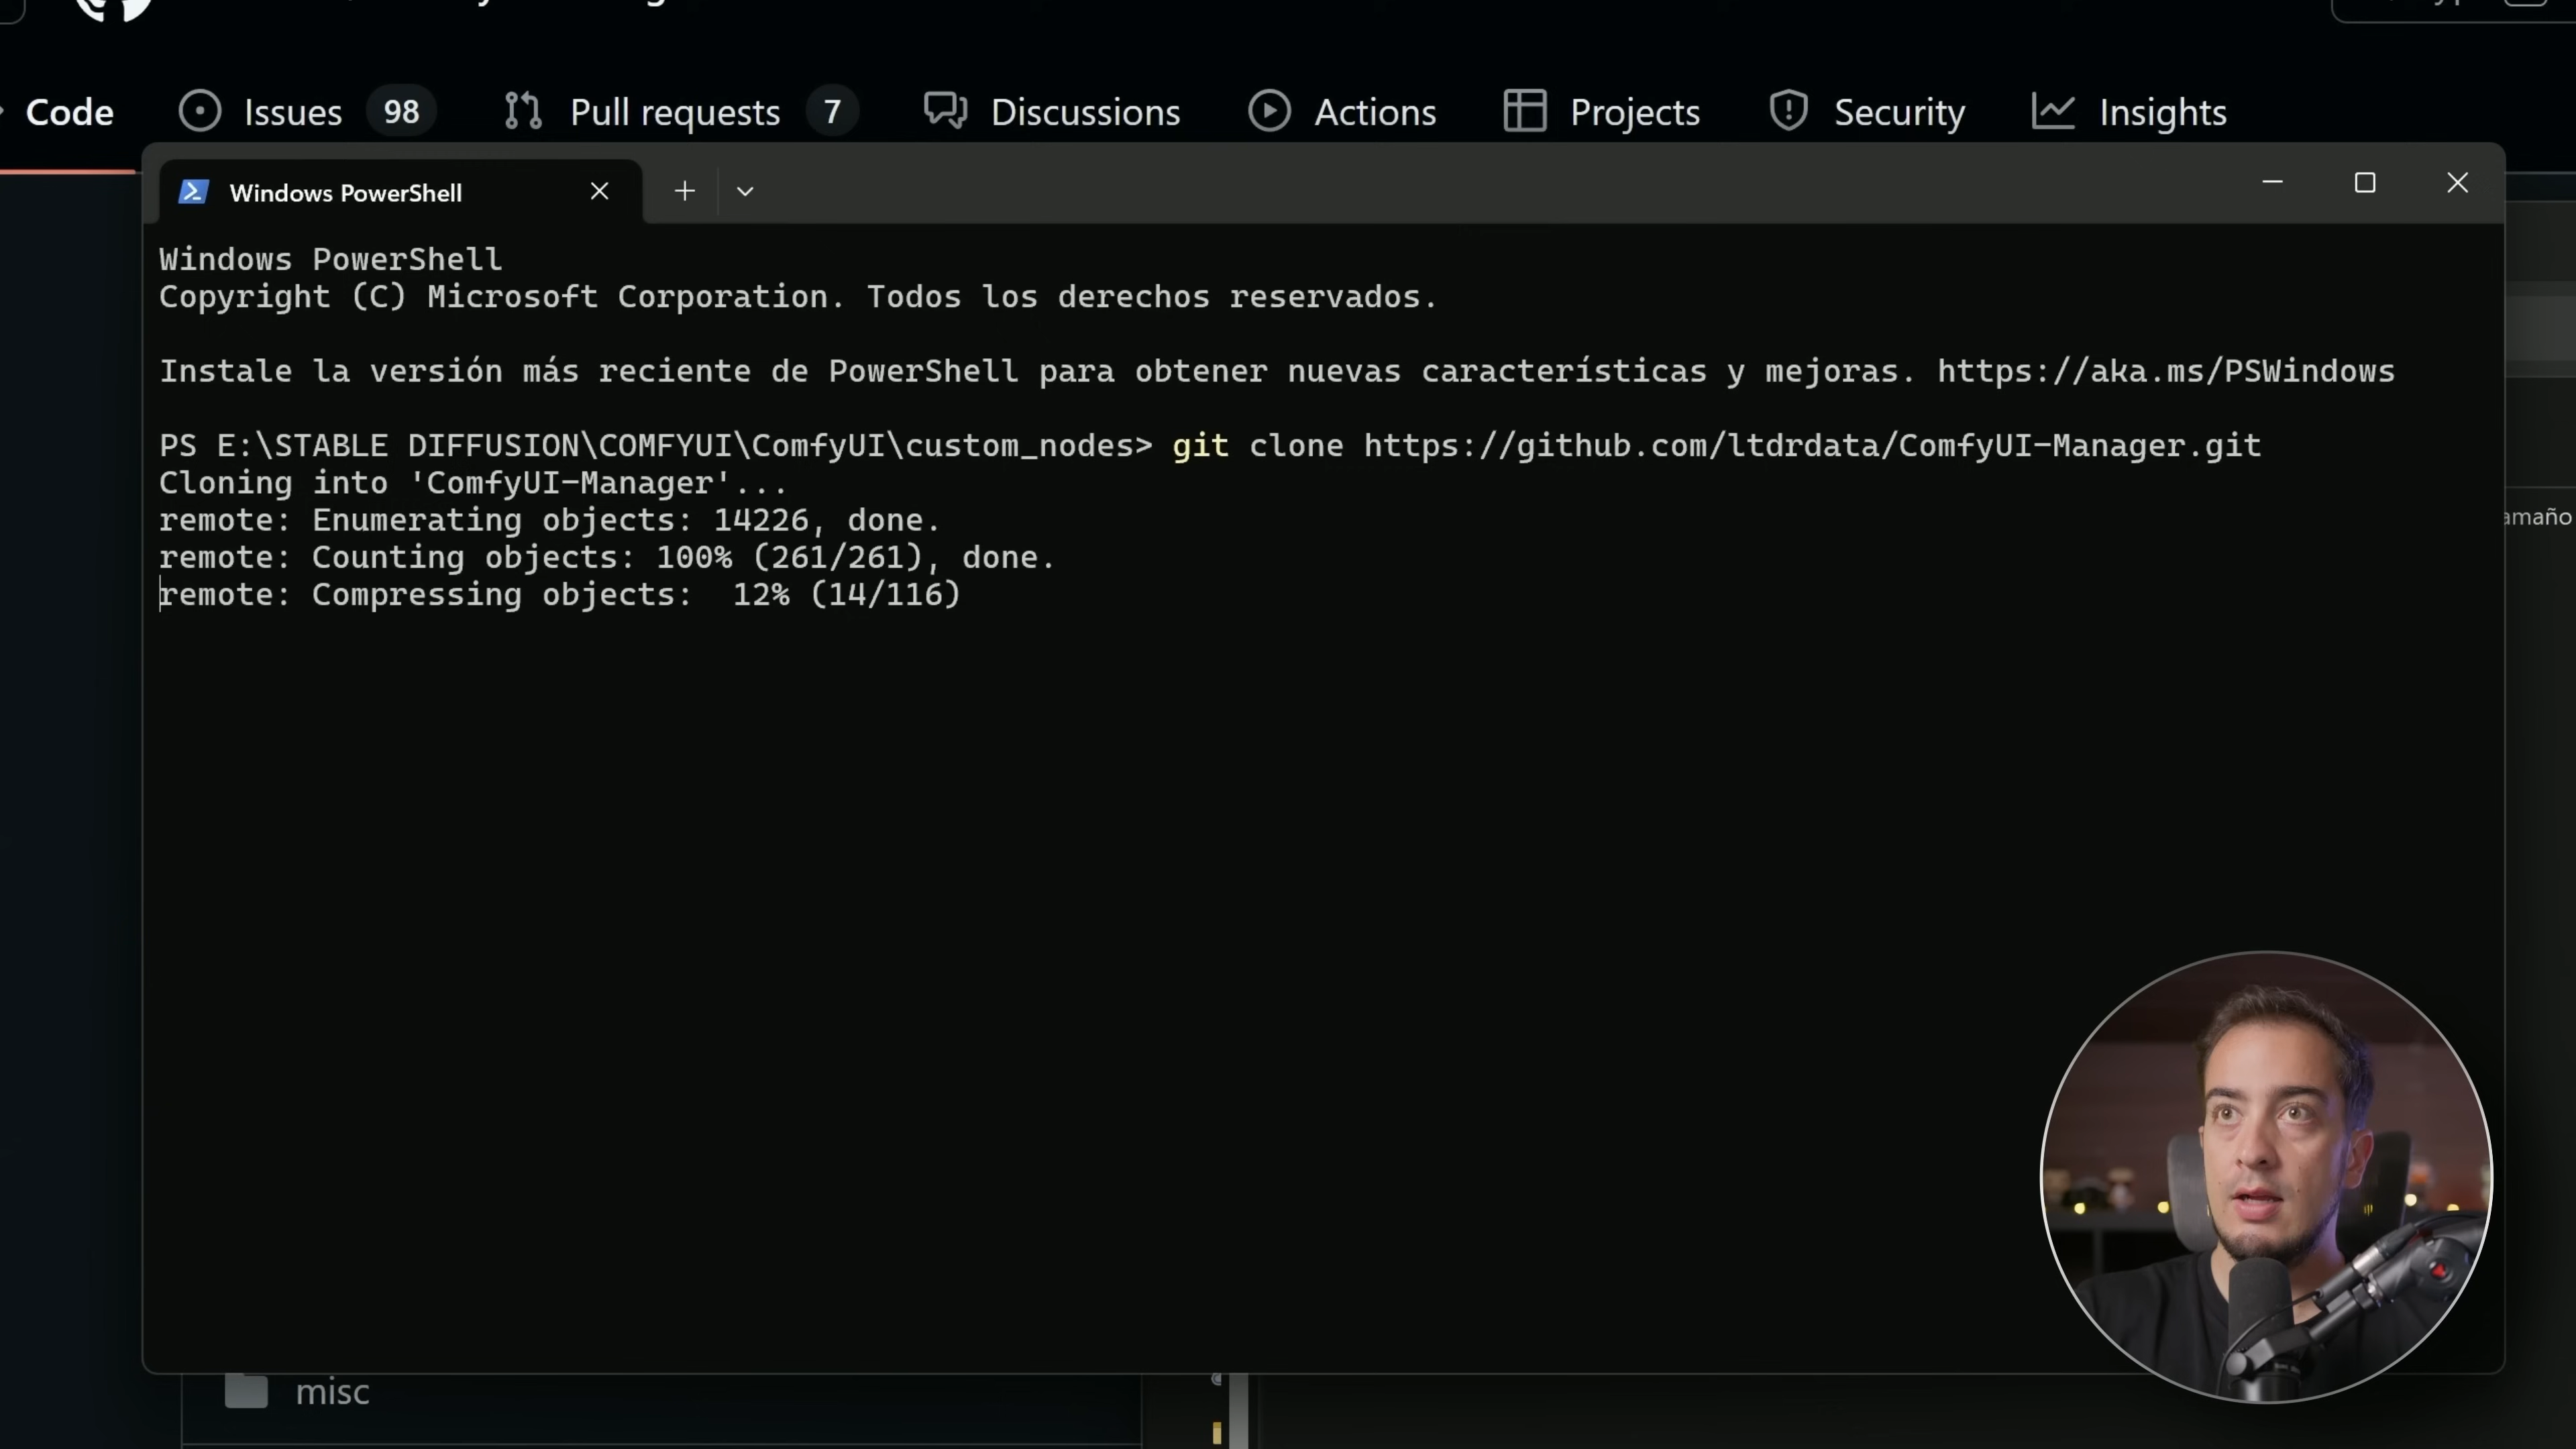 Code
Issues 98
Pull requests 7
Discussions
Actions
Projects
Security
Insights
Windows PowerShell
Windows PowerShell
Copyright (C) Microsoft Corporation. Todos los derechos reservados.
Instale la versión más reciente de PowerShell para obtener nuevas características y mejoras. https://aka.ms/PSWindows
PS E:\STABLE DIFFUSION\COMFYUI\ComfyUI\custom_nodes> git clone https://github.com/ltdrdata/ComfyUI-Manager.git
Cloning into 'ComfyUI-Manager'...
remote: Enumerating objects: 14226, done.
remote: Counting objects: 100% (261/261), done.
remote: Compressing objects:  12% (14/116)
amaño
misc